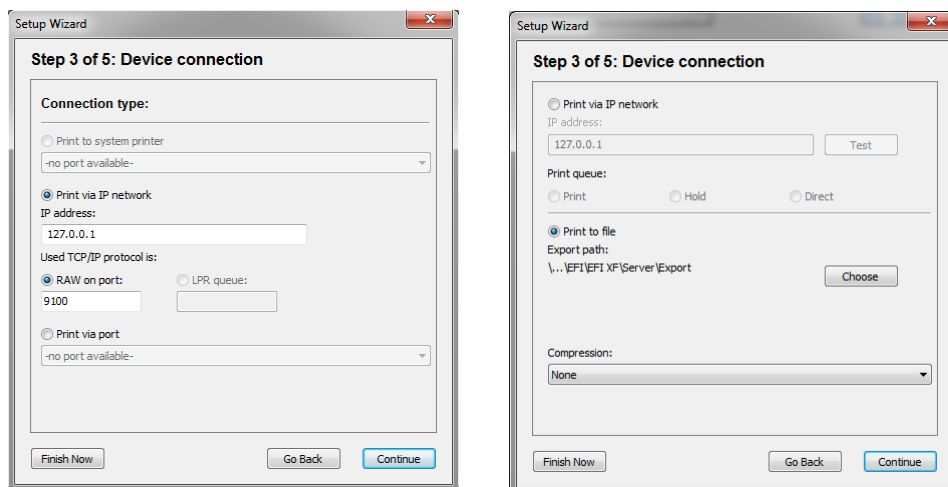 Setup Wizard
Step 3 of 5: Device connection
Connection type:
Print to system printer
-no port available-
Print via IP network
IP address:
127.0.0.1
Used TCP/IP protocol is:
RAW on port: LPR queue:
9100
Print via port
-no port available-
Finish Now Go Back Continue
Setup Wizard
Step 3 of 5: Device connection
Print via IP network
IP address:
127.0.0.1 Test
Print queue:
Print Hold Direct
Print to file
Export path:
\...\EFI\EFI XF\Server\Export
Choose
Compression:
None
Finish Now Go Back Continue